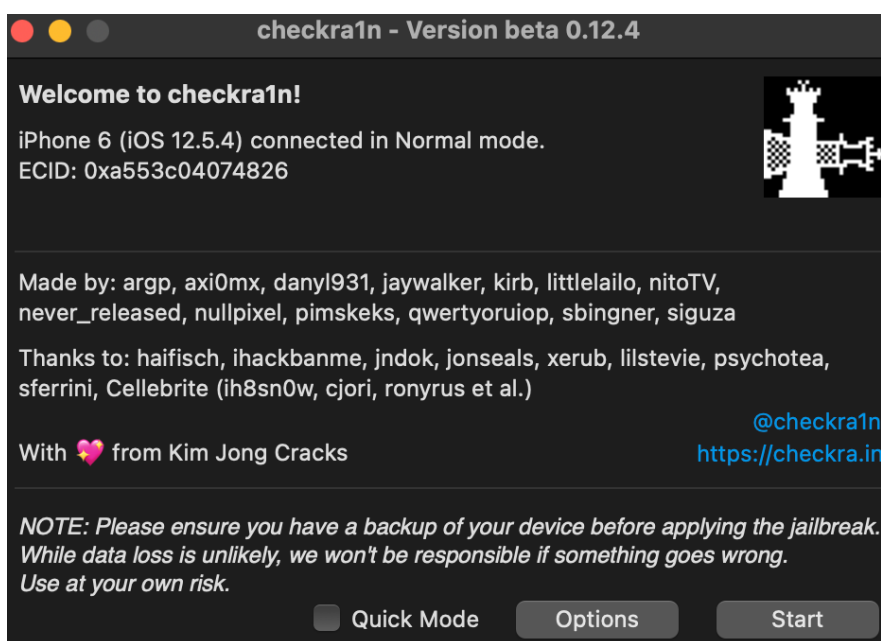 checkra1n - Version beta 0.12.4
Welcome to checkra1n!
iPhone 6 (iOS 12.5.4) connected in Normal mode.
ECID: 0xa553c04074826
Made by: argp, axi0mx, danyl931, jaywalker, kirb, littlelailo, nitoTV,
never_released, nullpixel, pimskeks, qwertyoruiop, sbingner, siguza
Thanks to: haifisch, ihackbanme, jndok, jonseals, xerub, lilstevie, psychotea,
sferrini, Cellebrite (ih8sn0w, cjori, ronyrus et al.)
@checkra1n
With 💖 from Kim Jong Cracks
https://checkra.in
NOTE: Please ensure you have a backup of your device before applying the jailbreak.
While data loss is unlikely, we won't be responsible if something goes wrong.
Use at your own risk.
Quick Mode
Options
Start